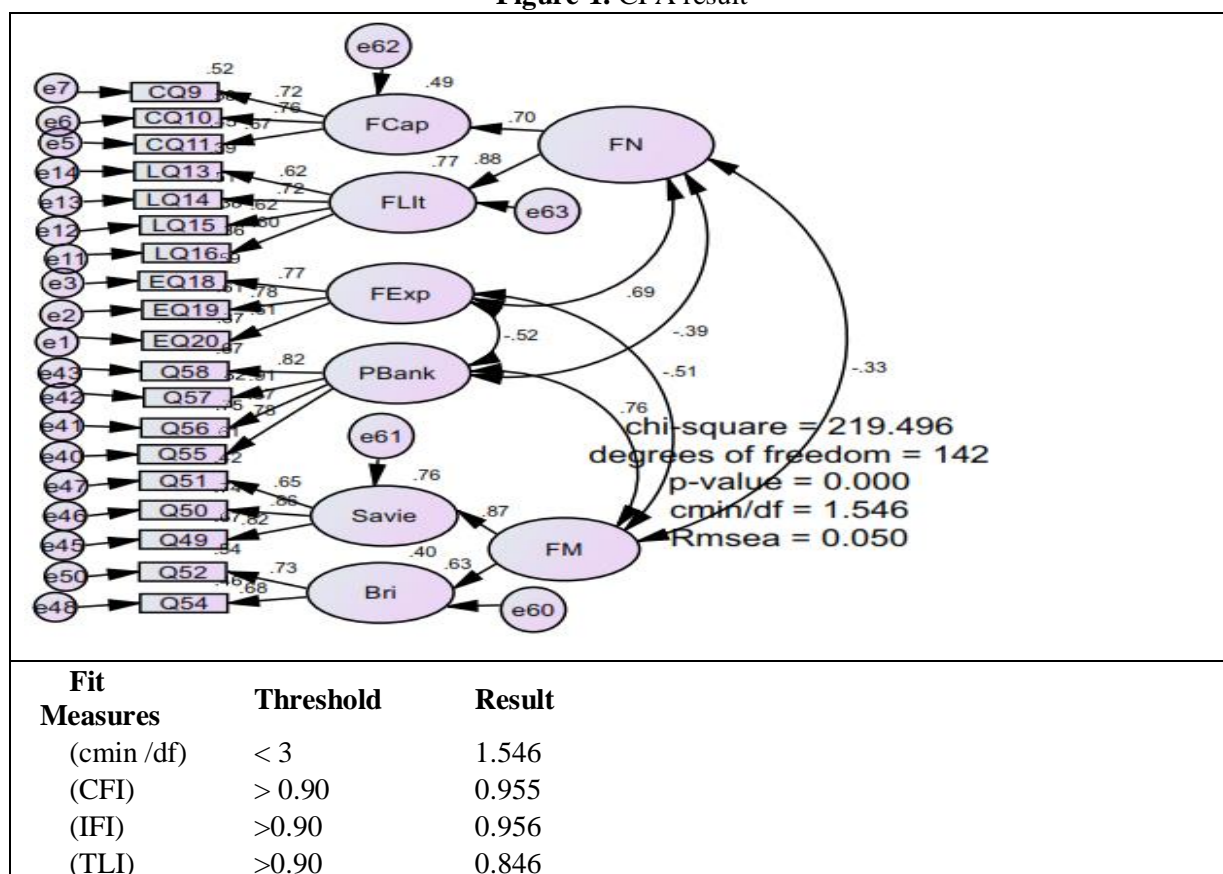 Figure 1. CFA result
e62
.52
e7 CQ9 .72 .49
e6 CQ10 .76 FCap .70
e5 CQ11 .67 FN
.39
e14 LQ13 .62 .77 .88
e13 LQ14 .72 FLIt e63
e12 LQ15 .62
e11 LQ16 .60
e3 EQ18 .77
e2 EQ19 .78 FExp .69
e1 EQ20 -.52 -.39
.67
e43 Q58 .82 PBank -.51 -.33
e42 Q57
e41 Q56 .78 .76
e40 Q55 e61
e47 Q51 .65 .76
e46 Q50 .86 Savie .87
e45 Q49 .82 FM
.54 .40
e50 Q52 .73 Bri .63
e48 Q54 .68 e60
chi-square = 219.496
degrees of freedom = 142
p-value = 0.000
cmin/df = 1.546
Rmsea = 0.050
Fit
Measures Threshold Result
(cmin /df) < 3 1.546
(CFI) > 0.90 0.955
(IFI) >0.90 0.956
(TLI) >0.90 0.846